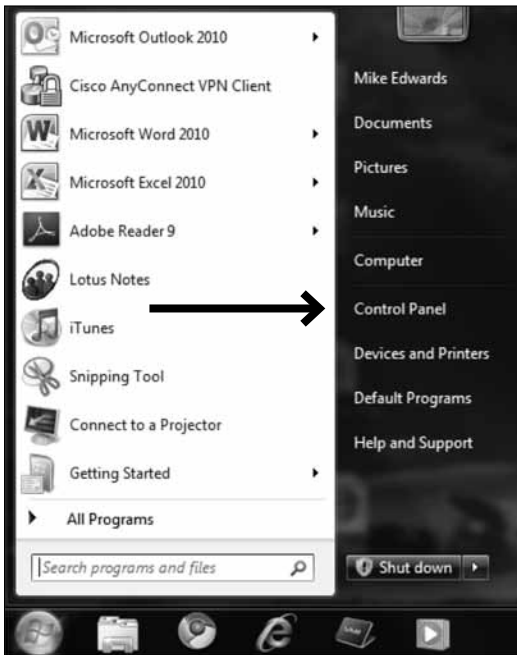 Microsoft Outlook 2010
Cisco AnyConnect VPN Client
Microsoft Word 2010
Microsoft Excel 2010
Adobe Reader 9
Lotus Notes
iTunes
Snipping Tool
Connect to a Projector
Getting Started
All Programs
Search programs and files
Mike Edwards
Documents
Pictures
Music
Computer
Control Panel
Devices and Printers
Default Programs
Help and Support
Shut down